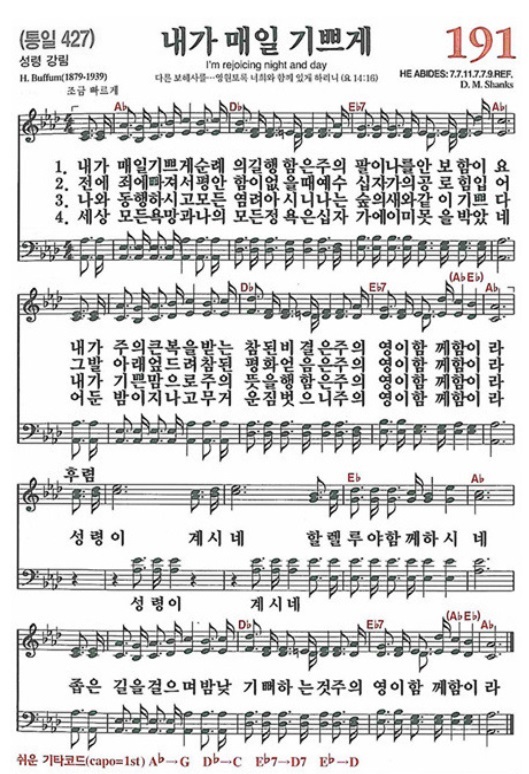 (통일 427)
내가 매일 기쁘게
191
성령 강림
I'm rejoicing night and day
H. Buffum(1879-1939)
다른 보혜사를…영원토록 너희와 함께 있게 하리니 (요 14:16)
HE ABIDES: 7.7.11.7.7.9.REF.
조금 빠르게
D. M. Shanks
A♭ D♭ E♭7 A♭
1. 내가 매일기쁘게순례 의길행 함은주의 팔이나를안 보함이 요
2. 전에 죄에빠져서평안 함이없을때예수 십자가의공 로힘입 어
3. 나와 동행하시고모든 염려아시니나는 숲의새와같 이기쁘 다
4. 세상 모든욕망과나의 모든정욕은십자 가에이미못 을박았 네
D♭ E♭7 (A♭E♭) A♭
내가 주의큰복을받는 참된비결은주의 영이함 께함이 라
그발 아래엎드려참된 평화얻음은주의 영이함 께함이 라
내가 기쁜맘으로주의 뜻을행함은주의 영이함 께함이 라
어둔 밤이지나고무거 운짐벗으니주의 영이함 께함이 라
후렴
E♭ A♭
성령이 계시네 할렐루야함께하시 네
성령이 계시네
D♭ E♭7 (A♭E♭) A♭
좁은 길을걸으며밤낮 기뻐하는것주의 영이함 께함이 라
쉬운 기타코드(capo=1st) A♭→G D♭→C E♭7→D7 E♭→D